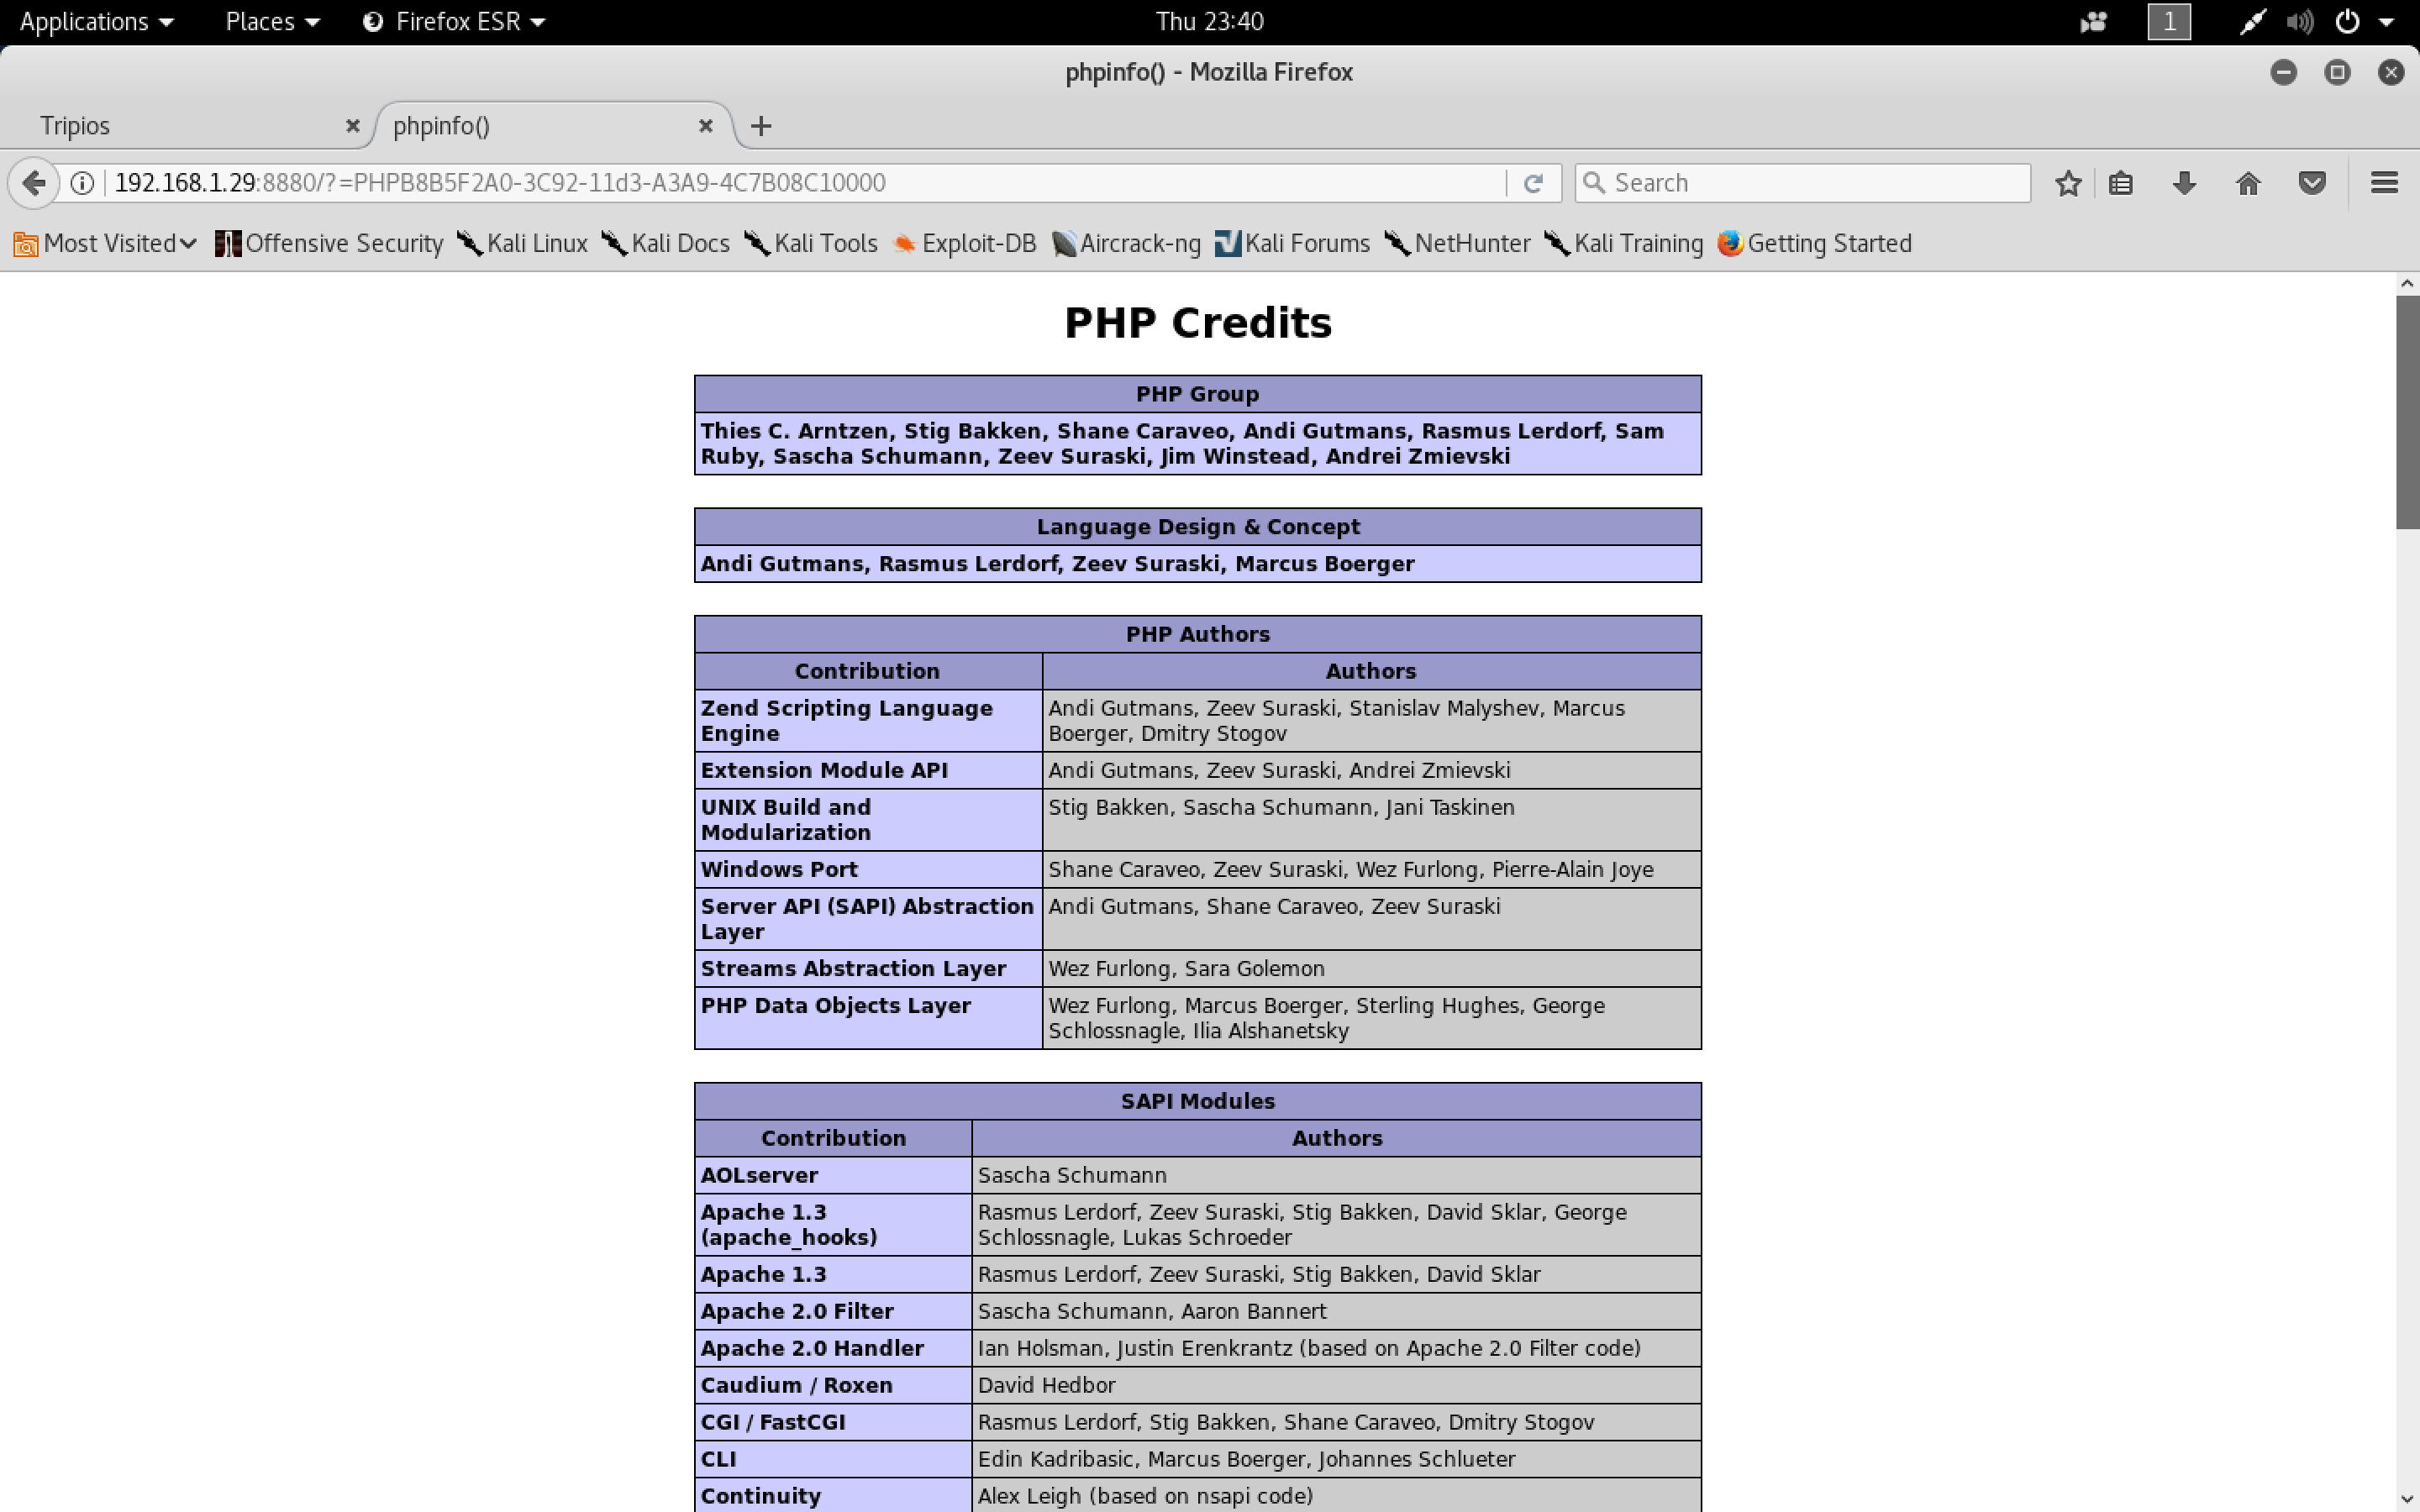 Applications Places Firefox ESR Thu 23:40 1
phpinfo() - Mozilla Firefox
Tripios phpinfo()
192.168.1.29:8880/?=PHPB8B5F2A0-3C92-11d3-A3A9-4C7B08C10000 Search
Most Visited Offensive Security Kali Linux Kali Docs Kali Tools Exploit-DB Aircrack-ng Kali Forums NetHunter Kali Training Getting Started
PHP Credits
PHP Group
Thies C. Arntzen, Stig Bakken, Shane Caraveo, Andi Gutmans, Rasmus Lerdorf, Sam
Ruby, Sascha Schumann, Zeev Suraski, Jim Winstead, Andrei Zmievski
Language Design & Concept
Andi Gutmans, Rasmus Lerdorf, Zeev Suraski, Marcus Boerger
PHP Authors
Contribution Authors
Zend Scripting Language Andi Gutmans, Zeev Suraski, Stanislav Malyshev, Marcus
Engine Boerger, Dmitry Stogov
Extension Module API Andi Gutmans, Zeev Suraski, Andrei Zmievski
UNIX Build and Stig Bakken, Sascha Schumann, Jani Taskinen
Modularization
Windows Port Shane Caraveo, Zeev Suraski, Wez Furlong, Pierre-Alain Joye
Server API (SAPI) Abstraction Andi Gutmans, Shane Caraveo, Zeev Suraski
Layer
Streams Abstraction Layer Wez Furlong, Sara Golemon
PHP Data Objects Layer Wez Furlong, Marcus Boerger, Sterling Hughes, George
Schlossnagle, Ilia Alshanetsky
SAPI Modules
Contribution Authors
AOLserver Sascha Schumann
Apache 1.3 Rasmus Lerdorf, Zeev Suraski, Stig Bakken, David Sklar, George
(apache_hooks) Schlossnagle, Lukas Schroeder
Apache 1.3 Rasmus Lerdorf, Zeev Suraski, Stig Bakken, David Sklar
Apache 2.0 Filter Sascha Schumann, Aaron Bannert
Apache 2.0 Handler Ian Holsman, Justin Erenkrantz (based on Apache 2.0 Filter code)
Caudium / Roxen David Hedbor
CGI / FastCGI Rasmus Lerdorf, Stig Bakken, Shane Caraveo, Dmitry Stogov
CLI Edin Kadribasic, Marcus Boerger, Johannes Schlueter
Continuity Alex Leigh (based on nsapi code)